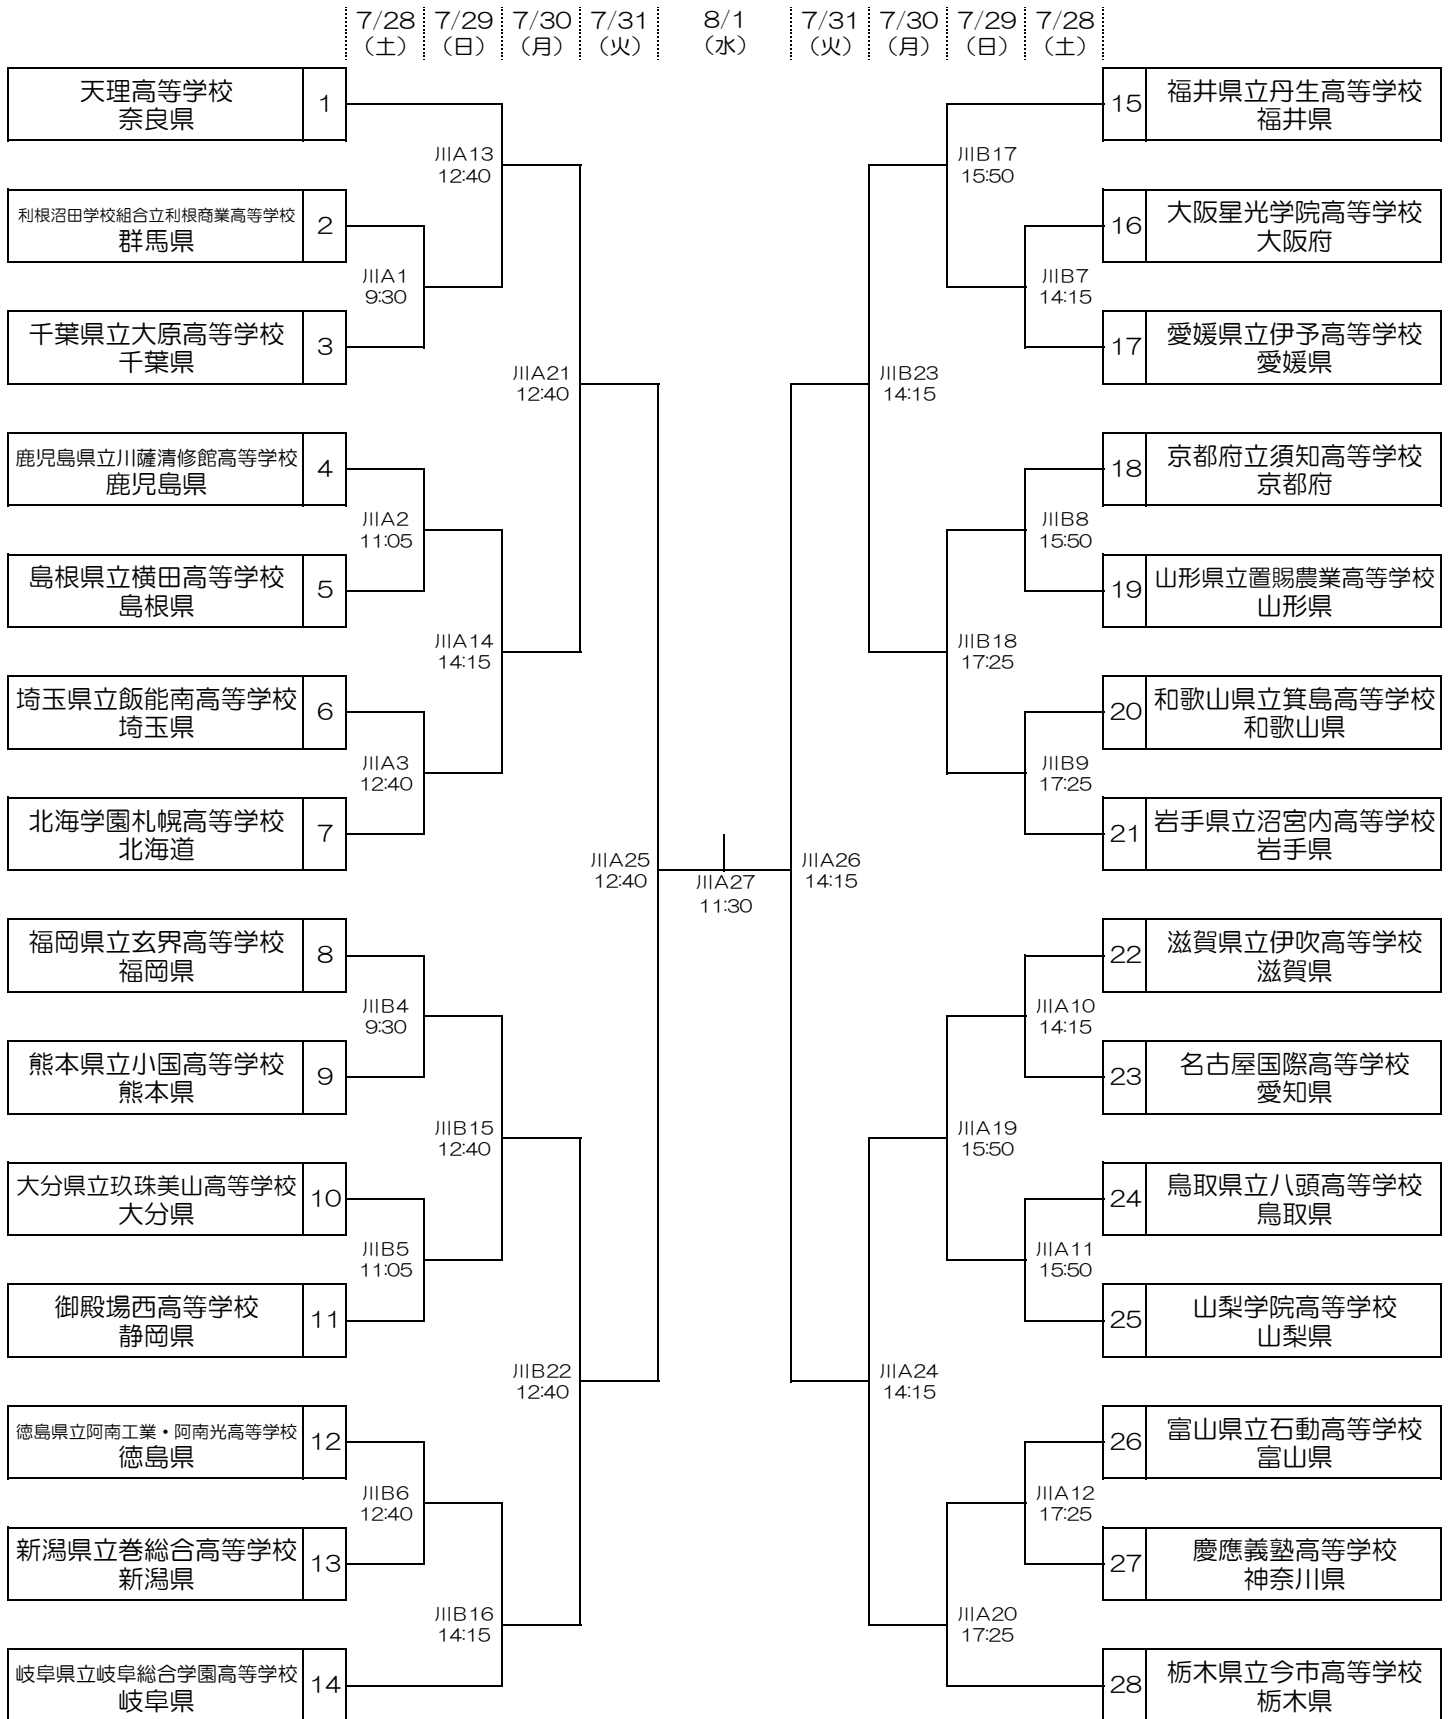 7/28 7/29 7/30 7/31 8/1 7/31 7/30 7/29 7/28
（土） （日） （月） （火） （水） （火） （月） （日） （土）
天理高等学校
奈良県
1
川A13
12:40
利根沼田学校組合立利根商業高等学校
群馬県
2
川A1
9:30
千葉県立大原高等学校
千葉県
3
川A21
12:40
鹿児島県立川薩清修館高等学校
鹿児島県
4
川A2
11:05
島根県立横田高等学校
島根県
5
川A14
14:15
埼玉県立飯能南高等学校
埼玉県
6
川A3
12:40
北海学園札幌高等学校
北海道
7
川A25
12:40
福岡県立玄界高等学校
福岡県
8
川B4
9:30
熊本県立小国高等学校
熊本県
9
川B15
12:40
大分県立玖珠美山高等学校
大分県
10
川B5
11:05
御殿場西高等学校
静岡県
11
川B22
12:40
徳島県立阿南工業・阿南光高等学校
徳島県
12
川B6
12:40
新潟県立巻総合高等学校
新潟県
13
川B16
14:15
岐阜県立岐阜総合学園高等学校
岐阜県
14
川A27
11:30
15
福井県立丹生高等学校
福井県
川B17
15:50
16
大阪星光学院高等学校
大阪府
川B7
14:15
17
愛媛県立伊予高等学校
愛媛県
川B23
14:15
18
京都府立須知高等学校
京都府
川B8
15:50
19
山形県立置賜農業高等学校
山形県
川B18
17:25
20
和歌山県立箕島高等学校
和歌山県
川B9
17:25
21
岩手県立沼宮内高等学校
岩手県
川A26
14:15
22
滋賀県立伊吹高等学校
滋賀県
川A10
14:15
23
名古屋国際高等学校
愛知県
川A19
15:50
24
鳥取県立八頭高等学校
鳥取県
川A11
15:50
25
山梨学院高等学校
山梨県
川A24
14:15
26
富山県立石動高等学校
富山県
川A12
17:25
27
慶應義塾高等学校
神奈川県
川A20
17:25
28
栃木県立今市高等学校
栃木県